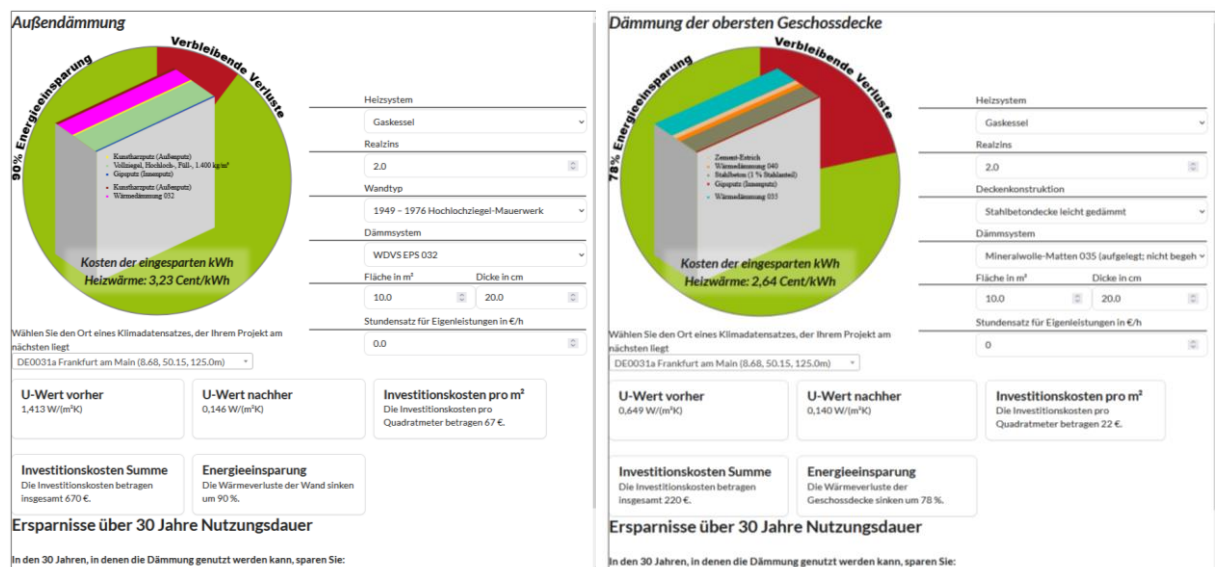 Außendämmung
90% Energieeinsparung
Verbleibende Verluste
Kunstharzputz (Außenputz)
Vollziegel, Hochloch-, Füll-, 1.400 kg/m³
Gipsputz (Innenputz)
Kunstharzputz (Außenputz)
Wärmedämmung 032
Kosten der eingesparten kWh
Heizwärme: 3,23 Cent/kWh
Heizsystem
Gaskessel
Realzins
2.0
Wandtyp
1949 – 1976 Hochlochziegel-Mauerwerk
Dämmsystem
WDVS EPS 032
Fläche in m² Dicke in cm
10.0 20.0
Stundensatz für Eigenleistungen in €/h
0.0
Wählen Sie den Ort eines Klimadatensatzes, der Ihrem Projekt am
nächsten liegt
DE0031a Frankfurt am Main (8.68, 50.15, 125.0m)
U-Wert vorher
1,413 W/(m²K)
U-Wert nachher
0,146 W/(m²K)
Investitionskosten pro m²
Die Investitionskosten pro
Quadratmeter betragen 67 €.
Investitionskosten Summe
Die Investitionskosten betragen
insgesamt 670 €.
Energieeinsparung
Die Wärmeverluste der Wand sinken
um 90 %.
Ersparnisse über 30 Jahre Nutzungsdauer
In den 30 Jahren, in denen die Dämmung genutzt werden kann, sparen Sie:
Dämmung der obersten Geschossdecke
78% Energieeinsparung
Verbleibende Verluste
Zement-Estrich
Wärmedämmung 040
Stahlbeton (1 % Stahlanteil)
Gipsputz (Innenputz)
Wärmedämmung 035
Kosten der eingesparten kWh
Heizwärme: 2,64 Cent/kWh
Heizsystem
Gaskessel
Realzins
2.0
Deckenkonstruktion
Stahlbetondecke leicht gedämmt
Dämmsystem
Mineralwolle-Matten 035 (aufgelegt; nicht begeh
Fläche in m² Dicke in cm
10.0 20.0
Stundensatz für Eigenleistungen in €/h
0
Wählen Sie den Ort eines Klimadatensatzes, der Ihrem Projekt am
nächsten liegt
DE0031a Frankfurt am Main (8.68, 50.15, 125.0m)
U-Wert vorher
0,649 W/(m²K)
U-Wert nachher
0,140 W/(m²K)
Investitionskosten pro m²
Die Investitionskosten pro
Quadratmeter betragen 22 €.
Investitionskosten Summe
Die Investitionskosten betragen
insgesamt 220 €.
Energieeinsparung
Die Wärmeverluste der
Geschossdecke sinken um 78 %.
Ersparnisse über 30 Jahre Nutzungsdauer
In den 30 Jahren, in denen die Dämmung genutzt werden kann, sparen Sie: